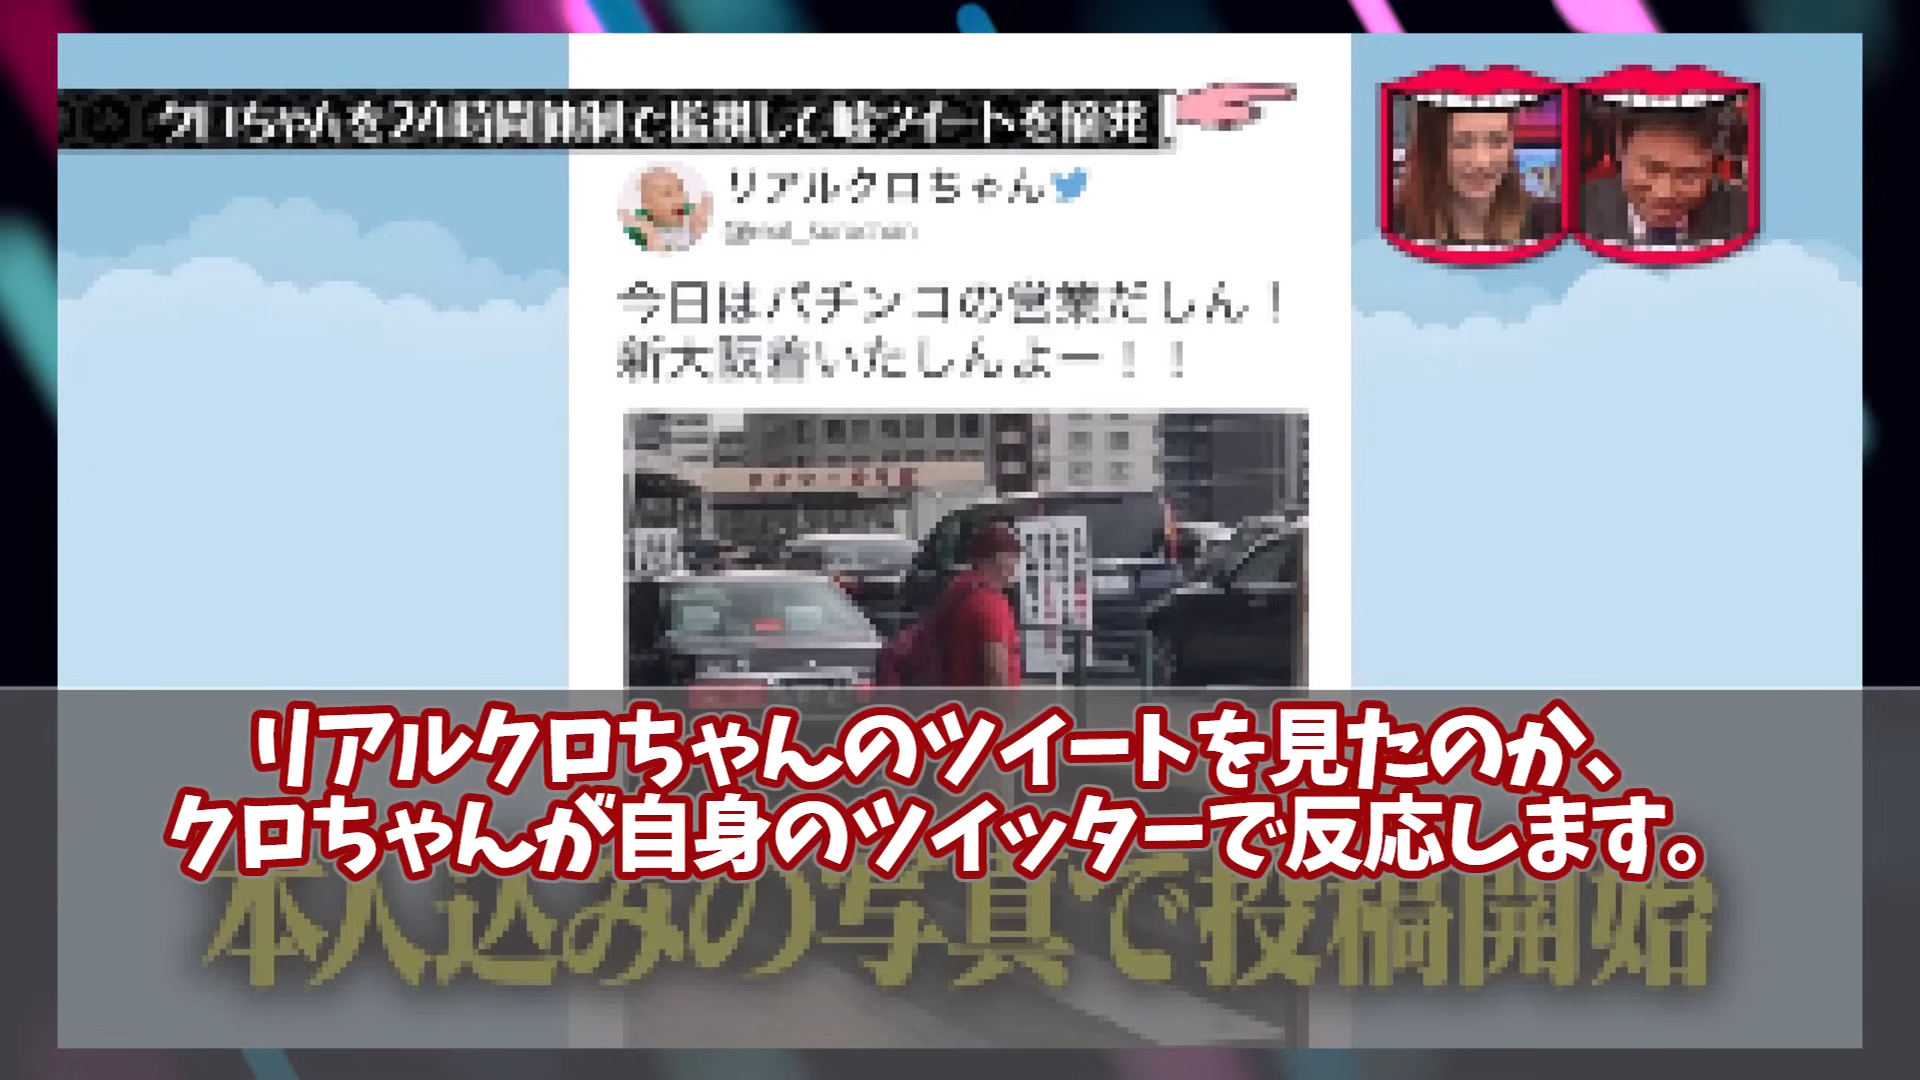 クロちゃんを24時間体制で監視して嘘ツイートを摘発
リアルクロちゃん
今日はパチンコの営業だしん！
新大阪着いたしんよー！！
リアルクロちゃんのツイートを見たのか、
クロちゃんが自身のツイッターで反応します。
本人込みの写真で投稿開始